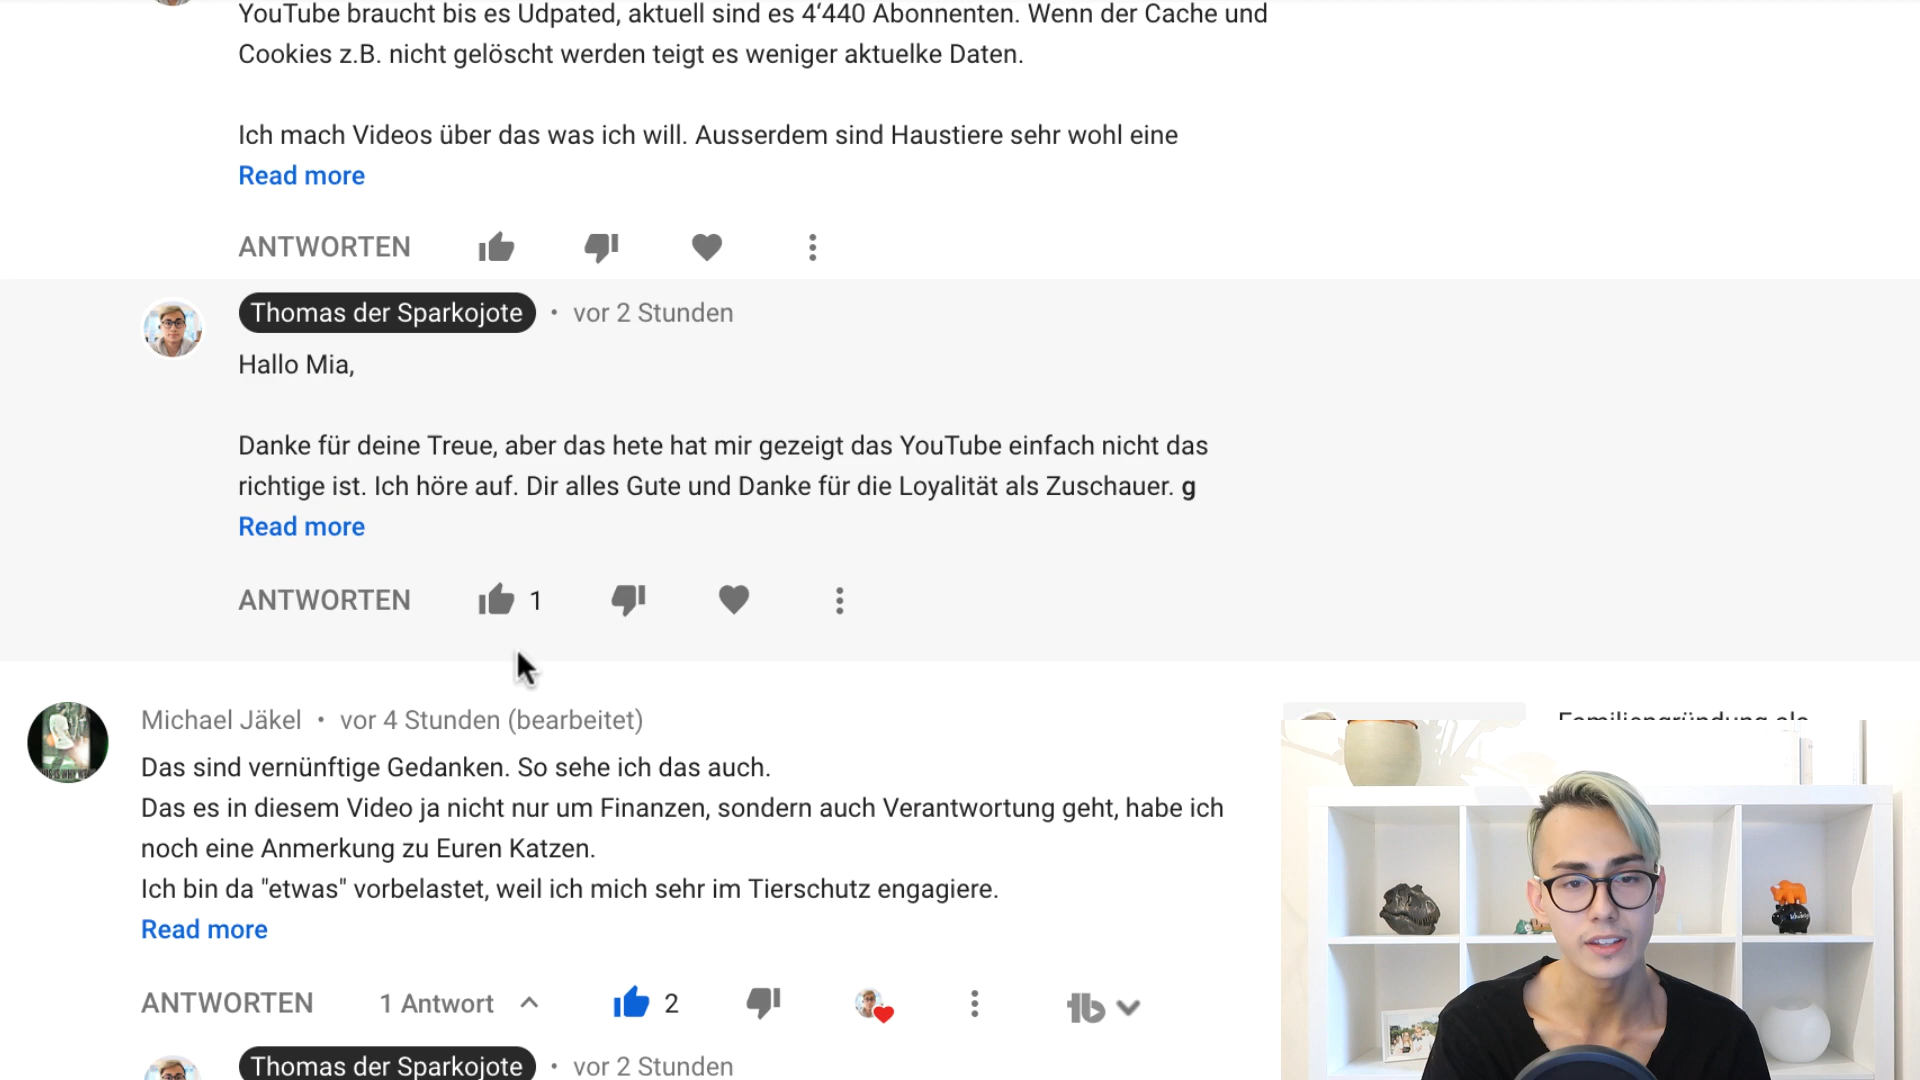 YouTube braucht bis es Udpated, aktuell sind es 4‘440 Abonnenten. Wenn der Cache und
Cookies z.B. nicht gelöscht werden teigt es weniger aktuelke Daten.
Ich mach Videos über das was ich will. Ausserdem sind Haustiere sehr wohl eine
Read more
ANTWORTEN
Thomas der Sparkojote • vor 2 Stunden
Hallo Mia,
Danke für deine Treue, aber das hete hat mir gezeigt das YouTube einfach nicht das
richtige ist. Ich höre auf. Dir alles Gute und Danke für die Loyalität als Zuschauer. g
Read more
ANTWORTEN 1
Michael Jäkel • vor 4 Stunden (bearbeitet)
Das sind vernünftige Gedanken. So sehe ich das auch.
Das es in diesem Video ja nicht nur um Finanzen, sondern auch Verantwortung geht, habe ich
noch eine Anmerkung zu Euren Katzen.
Ich bin da "etwas" vorbelastet, weil ich mich sehr im Tierschutz engagiere.
Read more
ANTWORTEN 1 Antwort 2 tb
Familiengründung als
Thomas der Sparkojote • vor 2 Stunden